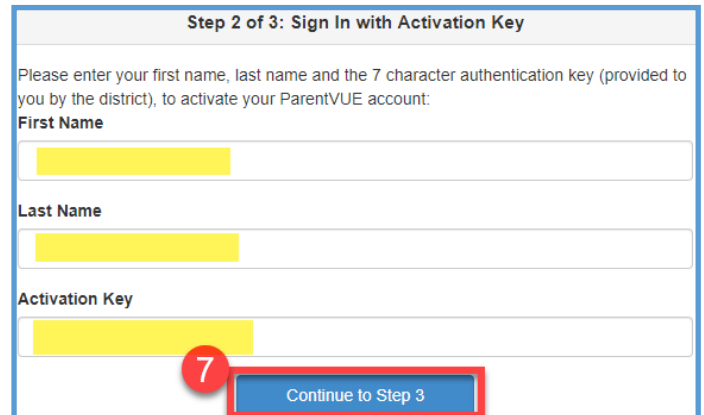 Step 2 of 3: Sign In with Activation Key
Please enter your first name, last name and the 7 character authentication key (provided to
you by the district), to activate your ParentVUE account:
First Name
Last Name
Activation Key
7
Continue to Step 3